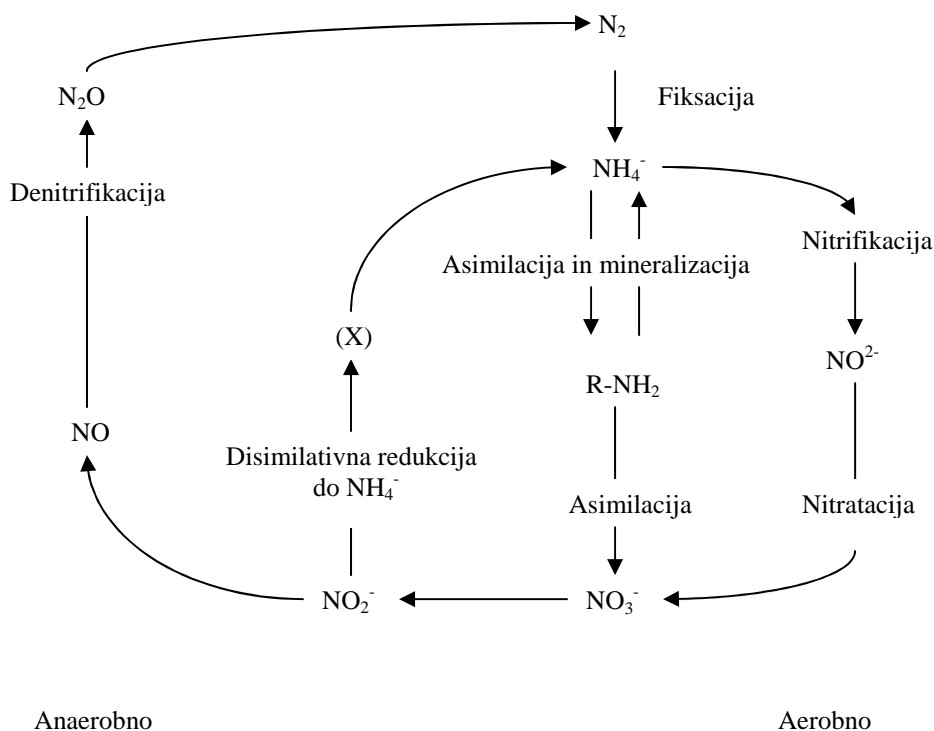 N₂
N₂O
Fiksacija
NH₄⁻
Denitrifikacija
Nitrifikacija
Asimilacija in mineralizacija
(X)
NO²⁻
R-NH₂
NO
Disimilativna redukcija
do NH₄⁻
Asimilacija
Nitratacija
NO₂⁻
NO₃⁻
Anaerobno
Aerobno